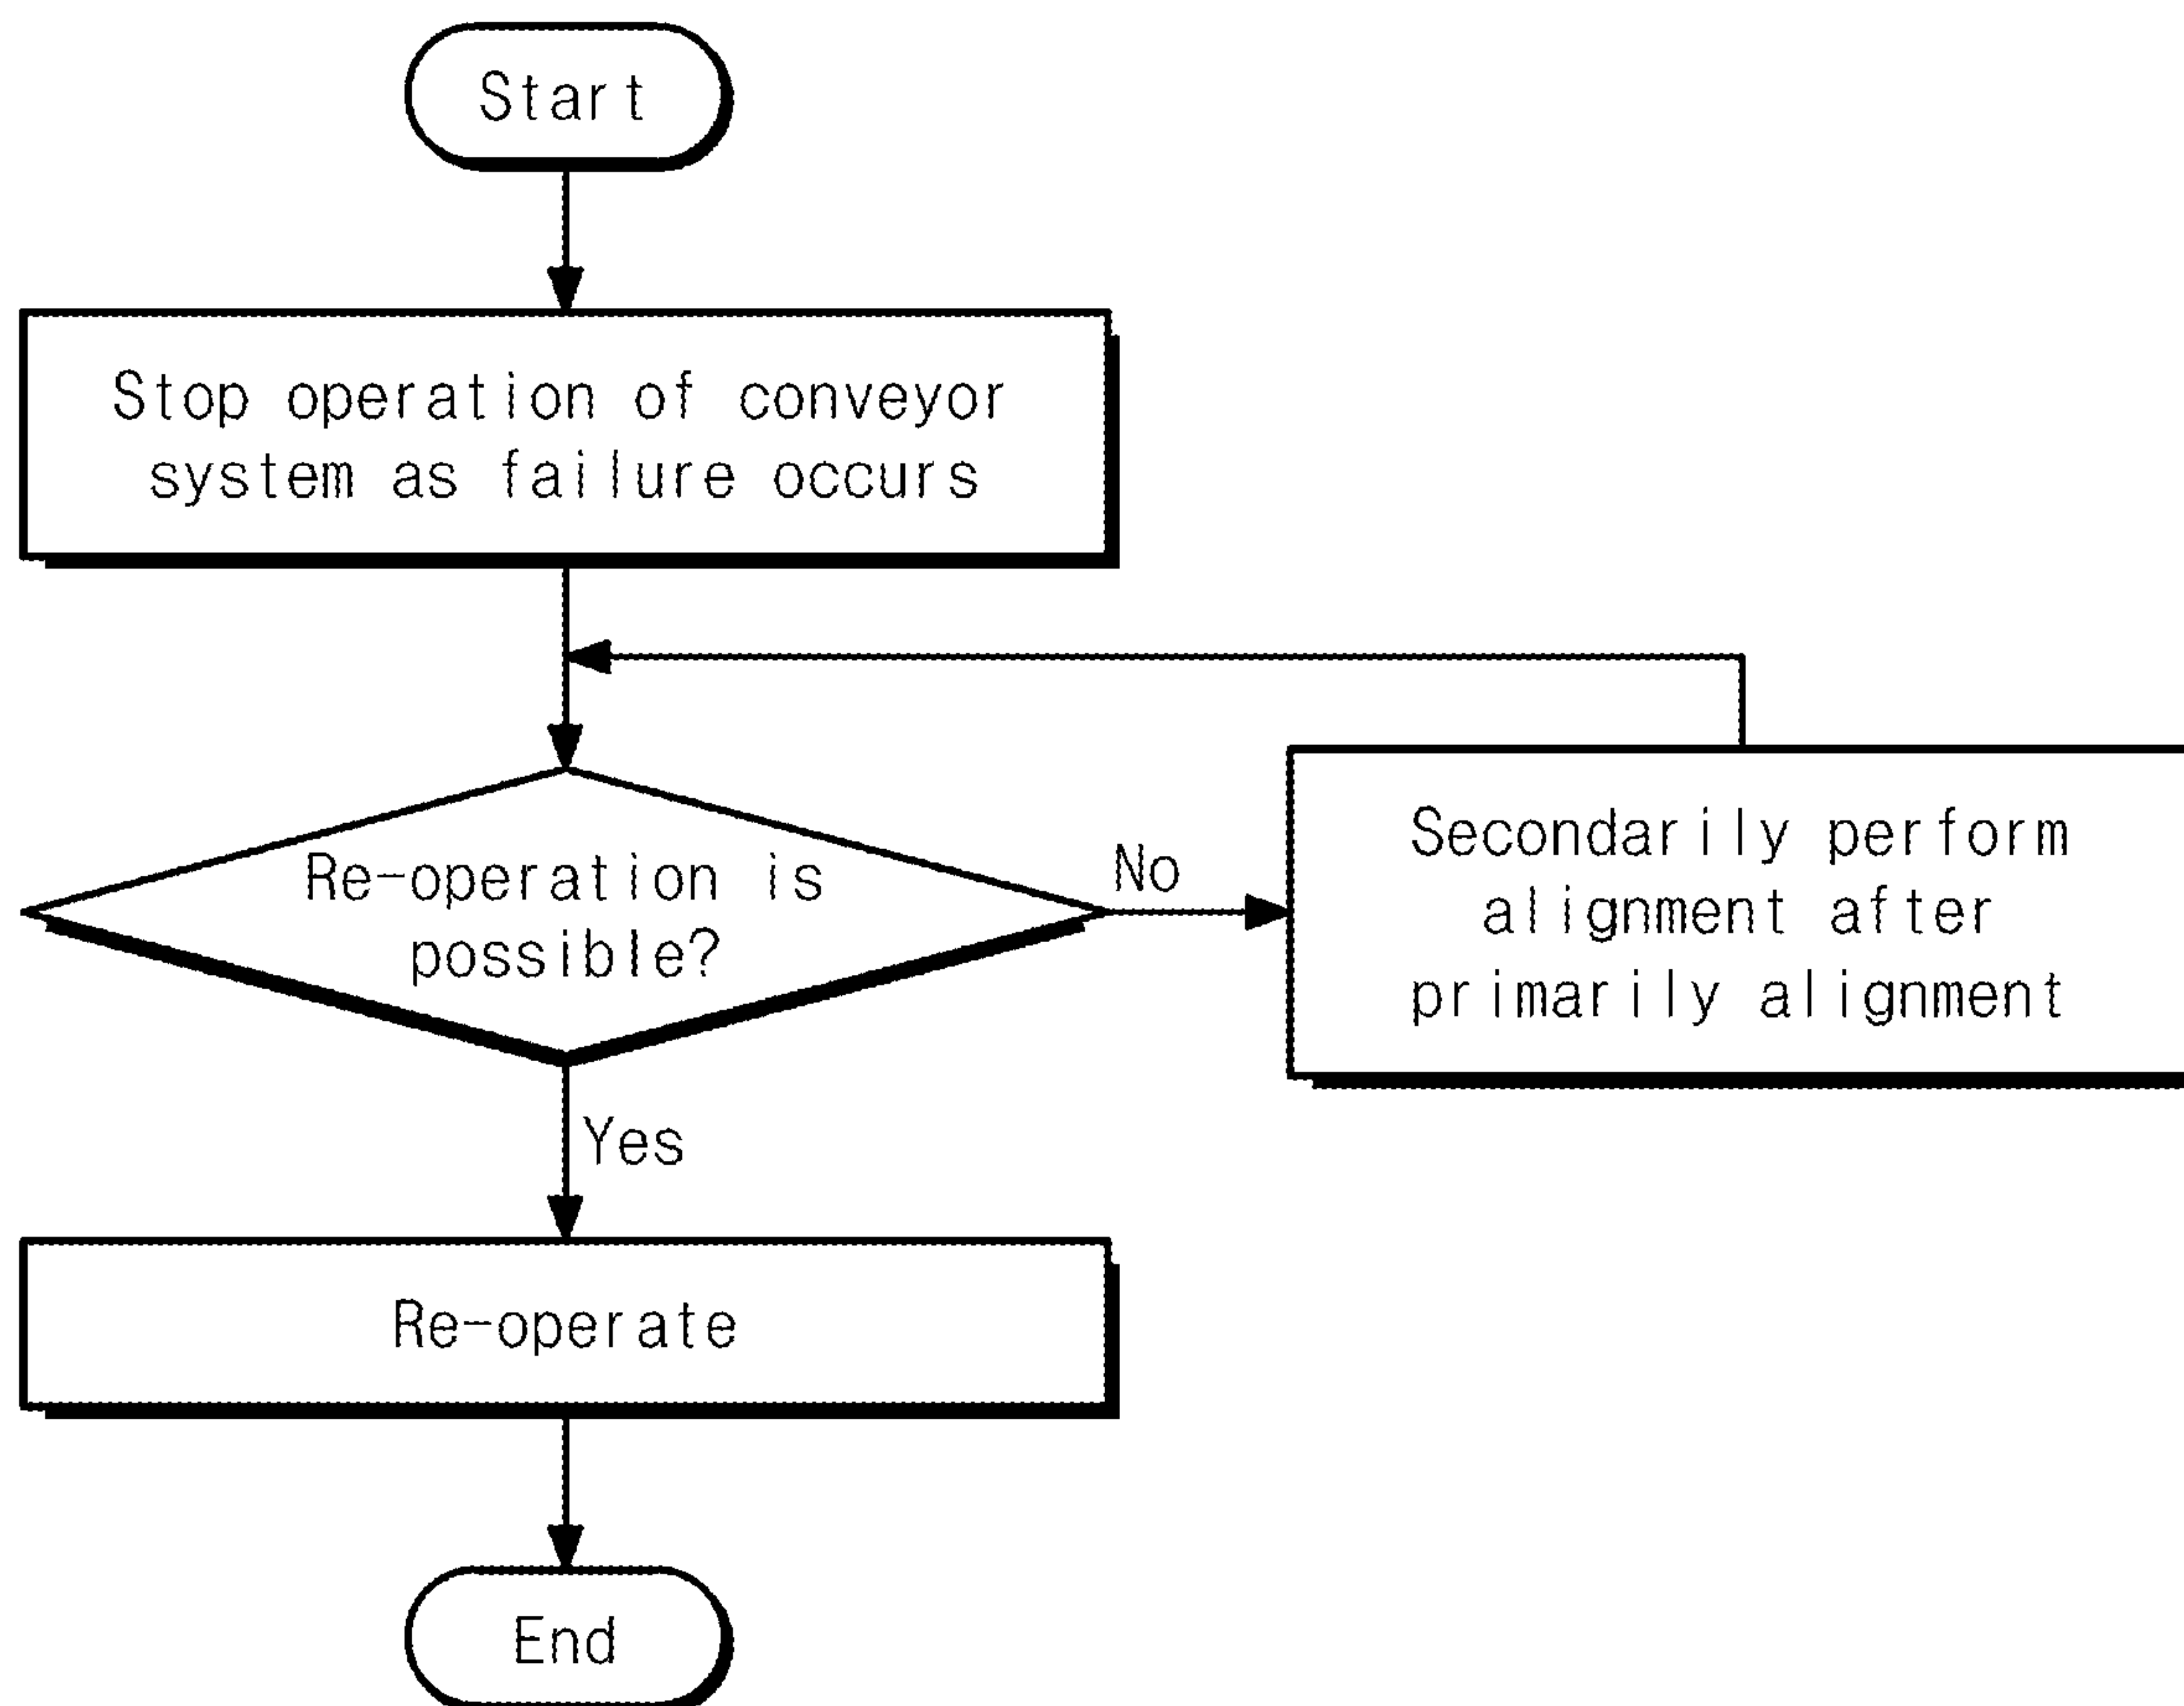 Start
Stop operation of conveyor
system as failure occurs
Re-operation is
possible?
No
Secondarily perform
alignment after
primarily alignment
Yes
Re-operate
End